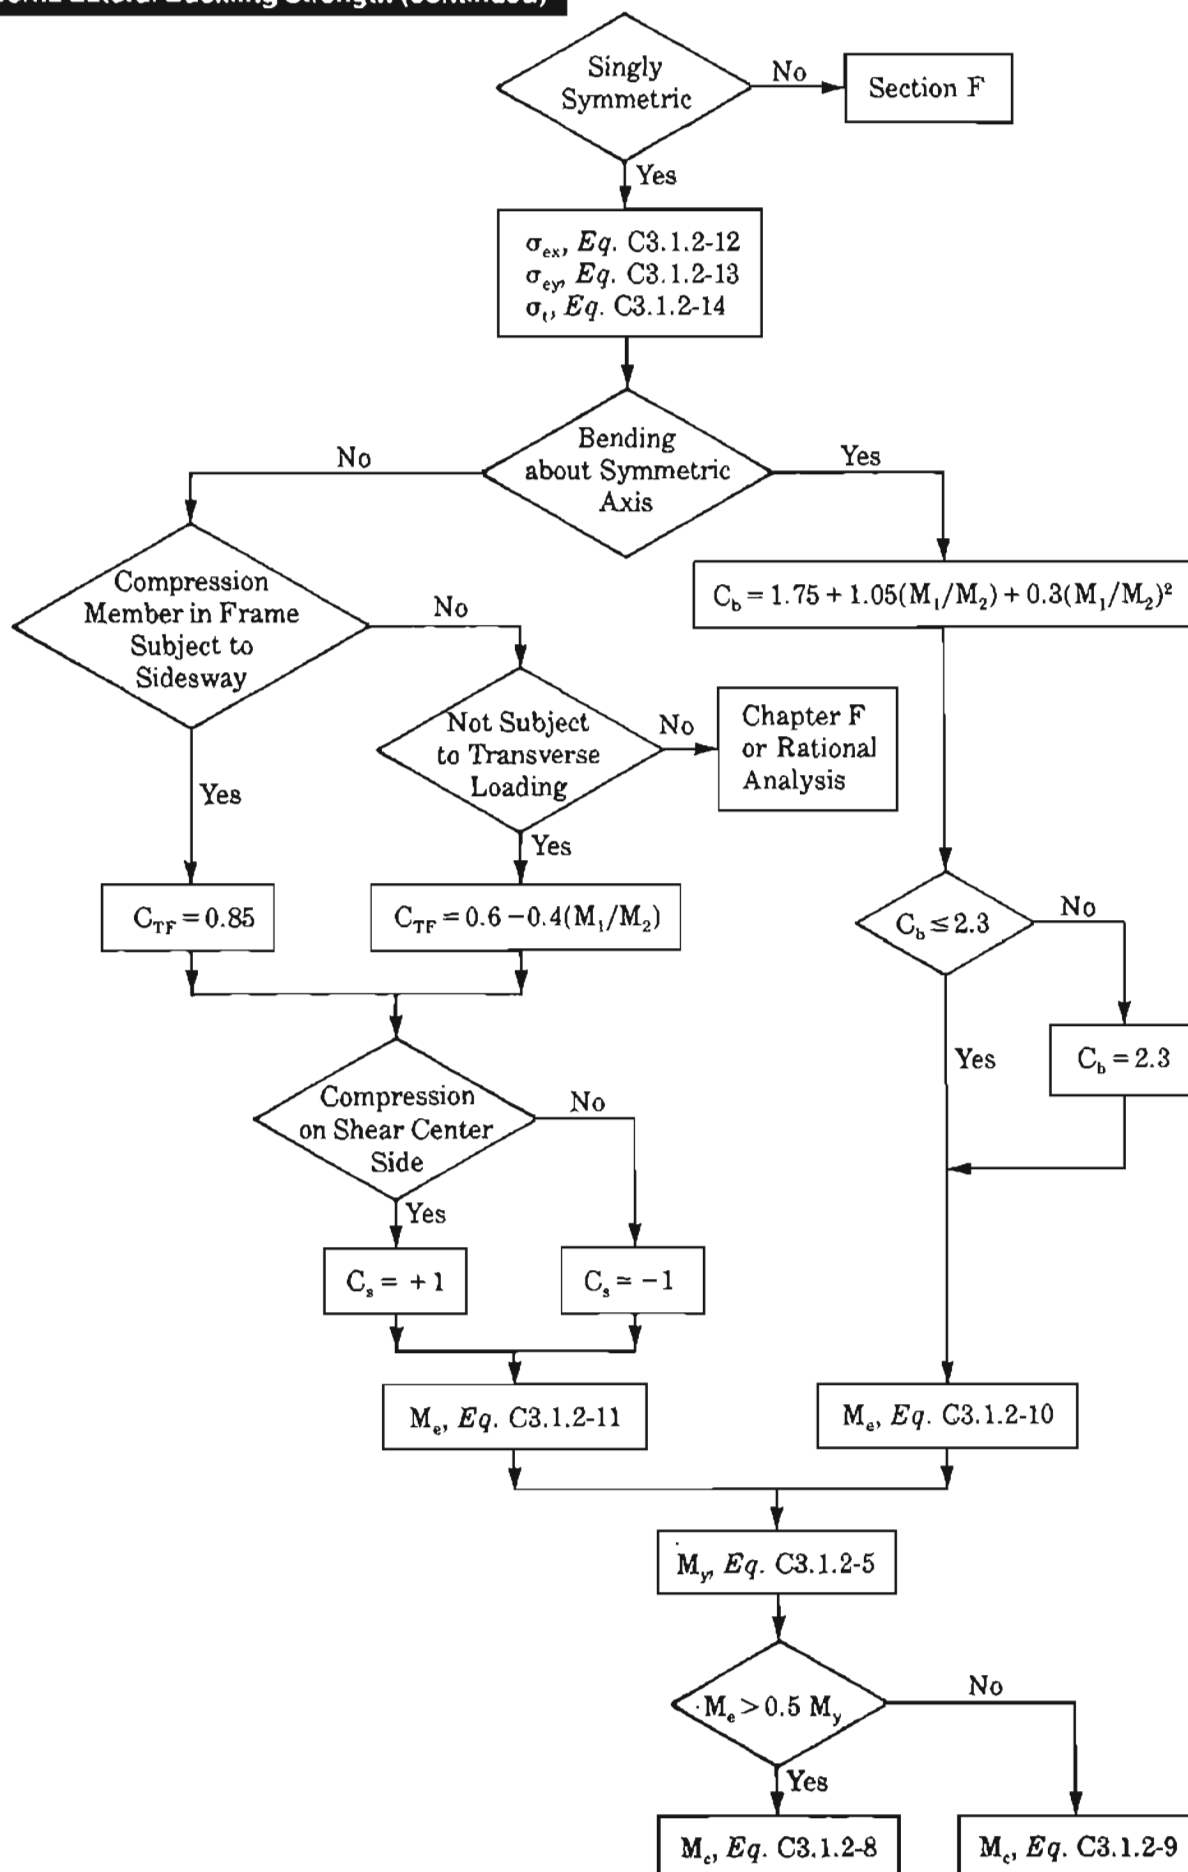 Lateral Buckling Strength (continued)
Singly
Symmetric
No
Section F
Yes
σex, Eq. C3.1.2-12
σey, Eq. C3.1.2-13
σt, Eq. C3.1.2-14
Bending
about Symmetric
Axis
No
Yes
Compression
Member in Frame
Subject to
Sidesway
No
Yes
Cb = 1.75 + 1.05(M1/M2) + 0.3(M1/M2)²
Not Subject
to Transverse
Loading
No
Chapter F
or Rational
Analysis
Yes
CTF = 0.85
CTF = 0.6 – 0.4(M1/M2)
Cb ≤ 2.3
No
Yes
Cb = 2.3
Compression
on Shear Center
Side
No
Yes
Cs = + 1
Cs = – 1
Me, Eq. C3.1.2-11
Me, Eq. C3.1.2-10
My, Eq. C3.1.2-5
Me > 0.5 My
No
Yes
Mc, Eq. C3.1.2-8
Mc, Eq. C3.1.2-9